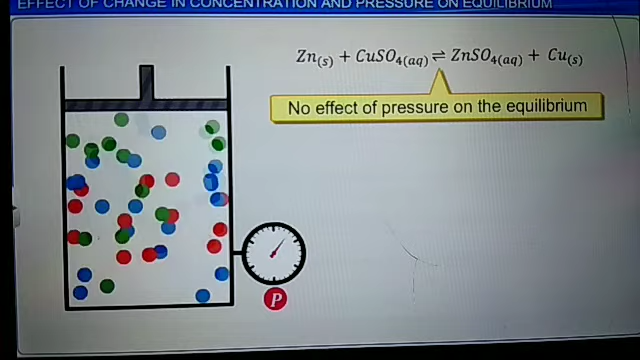 EFFECT OF CHANGE IN CONCENTRATION AND PRESSURE ON EQUILIBRIUM
Zn(s) + CuSO4(aq) ⇌ ZnSO4(aq) + Cu(s)
No effect of pressure on the equilibrium
P